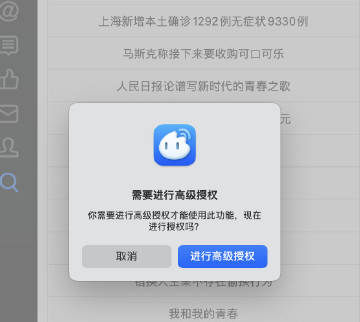 上海新增本土确诊1292例无症状9330例
马斯克称接下来要收购可口可乐
人民日报论谱写新时代的青春之歌
元
需要进行高级授权
你需要进行高级授权才能使用此功能，现在
进行授权吗？
取消
进行高级授权
我和我的青春